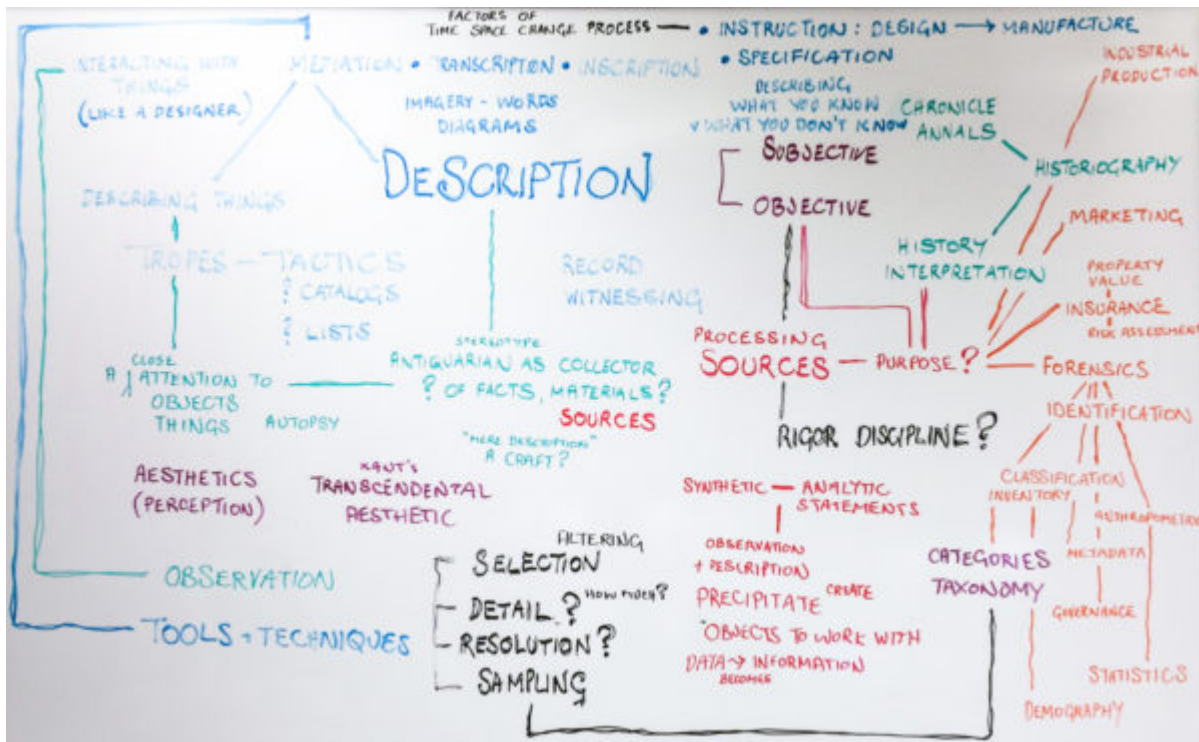 FACTORS OF
TIME SPACE CHANGE PROCESS — • INSTRUCTION : DESIGN → MANUFACTURE
INTERACTING WITH
THINGS
(LIKE A DESIGNER)
MEDIATION • TRANSCRIPTION • INSCRIPTION
• SPECIFICATION
IMAGERY - WORDS
DIAGRAMS
DESCRIBING
WHAT YOU KNOW
v WHAT YOU DON'T KNOW
INDUSTRIAL
PRODUCTION
CHRONICLE
ANNALS
DESCRIPTION
SUBJECTIVE
OBJECTIVE
HISTORIOGRAPHY
DESCRIBING THINGS
MARKETING
HISTORY
INTERPRETATION
TROPES — TACTICS
? CATALOGS
? LISTS
RECORD
WITNESSING
PROPERTY
VALUE
INSURANCE
RISK ASSESSMENT
STEREOTYPE
ANTIQUARIAN AS COLLECTOR
? OF FACTS, MATERIALS?
SOURCES
PROCESSING
SOURCES — PURPOSE?
FORENSICS
CLOSE
A ATTENTION TO
OBJECTS
THINGS
AUTOPSY
"MERE DESCRIPTION"
A CRAFT?
RIGOR DISCIPLINE?
IDENTIFICATION
AESTHETICS
(PERCEPTION)
KANT'S
TRANSCENDENTAL
AESTHETIC
SYNTHETIC — ANALYTIC
STATEMENTS
CLASSIFICATION
INVENTORY
ANTHROPOMETRY
METADATA
GOVERNANCE
STATISTICS
DEMOGRAPHY
CATEGORIES
TAXONOMY
OBSERVATION
TOOLS + TECHNIQUES
FILTERING
SELECTION
DETAIL? HOW MUCH?
RESOLUTION?
SAMPLING
OBSERVATION
+ DESCRIPTION
PRECIPITATE CREATE
OBJECTS TO WORK WITH
DATA → INFORMATION
BECOMES